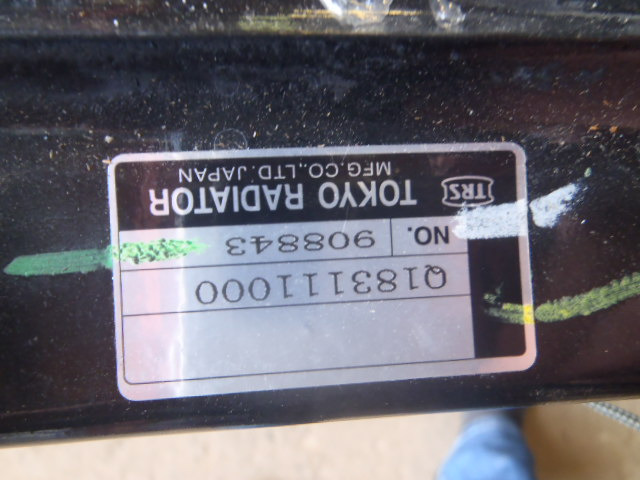 TRS TOKYO RADIATOR
MFG.CO.,LTD.JAPAN
NO. 908843
Q183111000